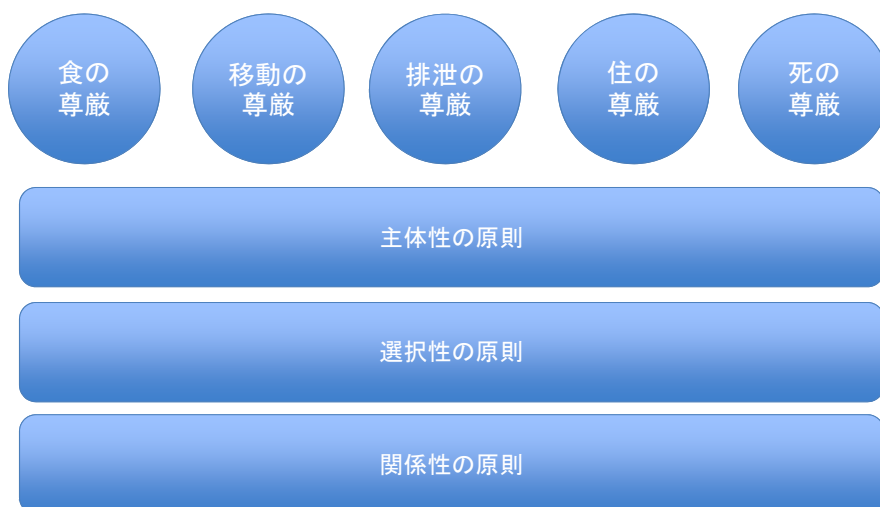 食の
尊厳
移動の
尊厳
排泄の
尊厳
住の
尊厳
死の
尊厳
主体性の原則
選択性の原則
関係性の原則